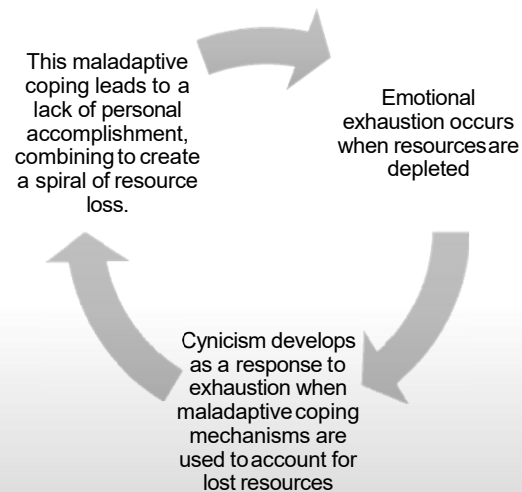 This maladaptive
coping leads to a
lack of personal
accomplishment,
combining to create
a spiral of resource
loss.
Emotional
exhaustion occurs
when resources are
depleted
Cynicism develops
as a response to
exhaustion when
maladaptive coping
mechanisms are
used to account for
lost resources